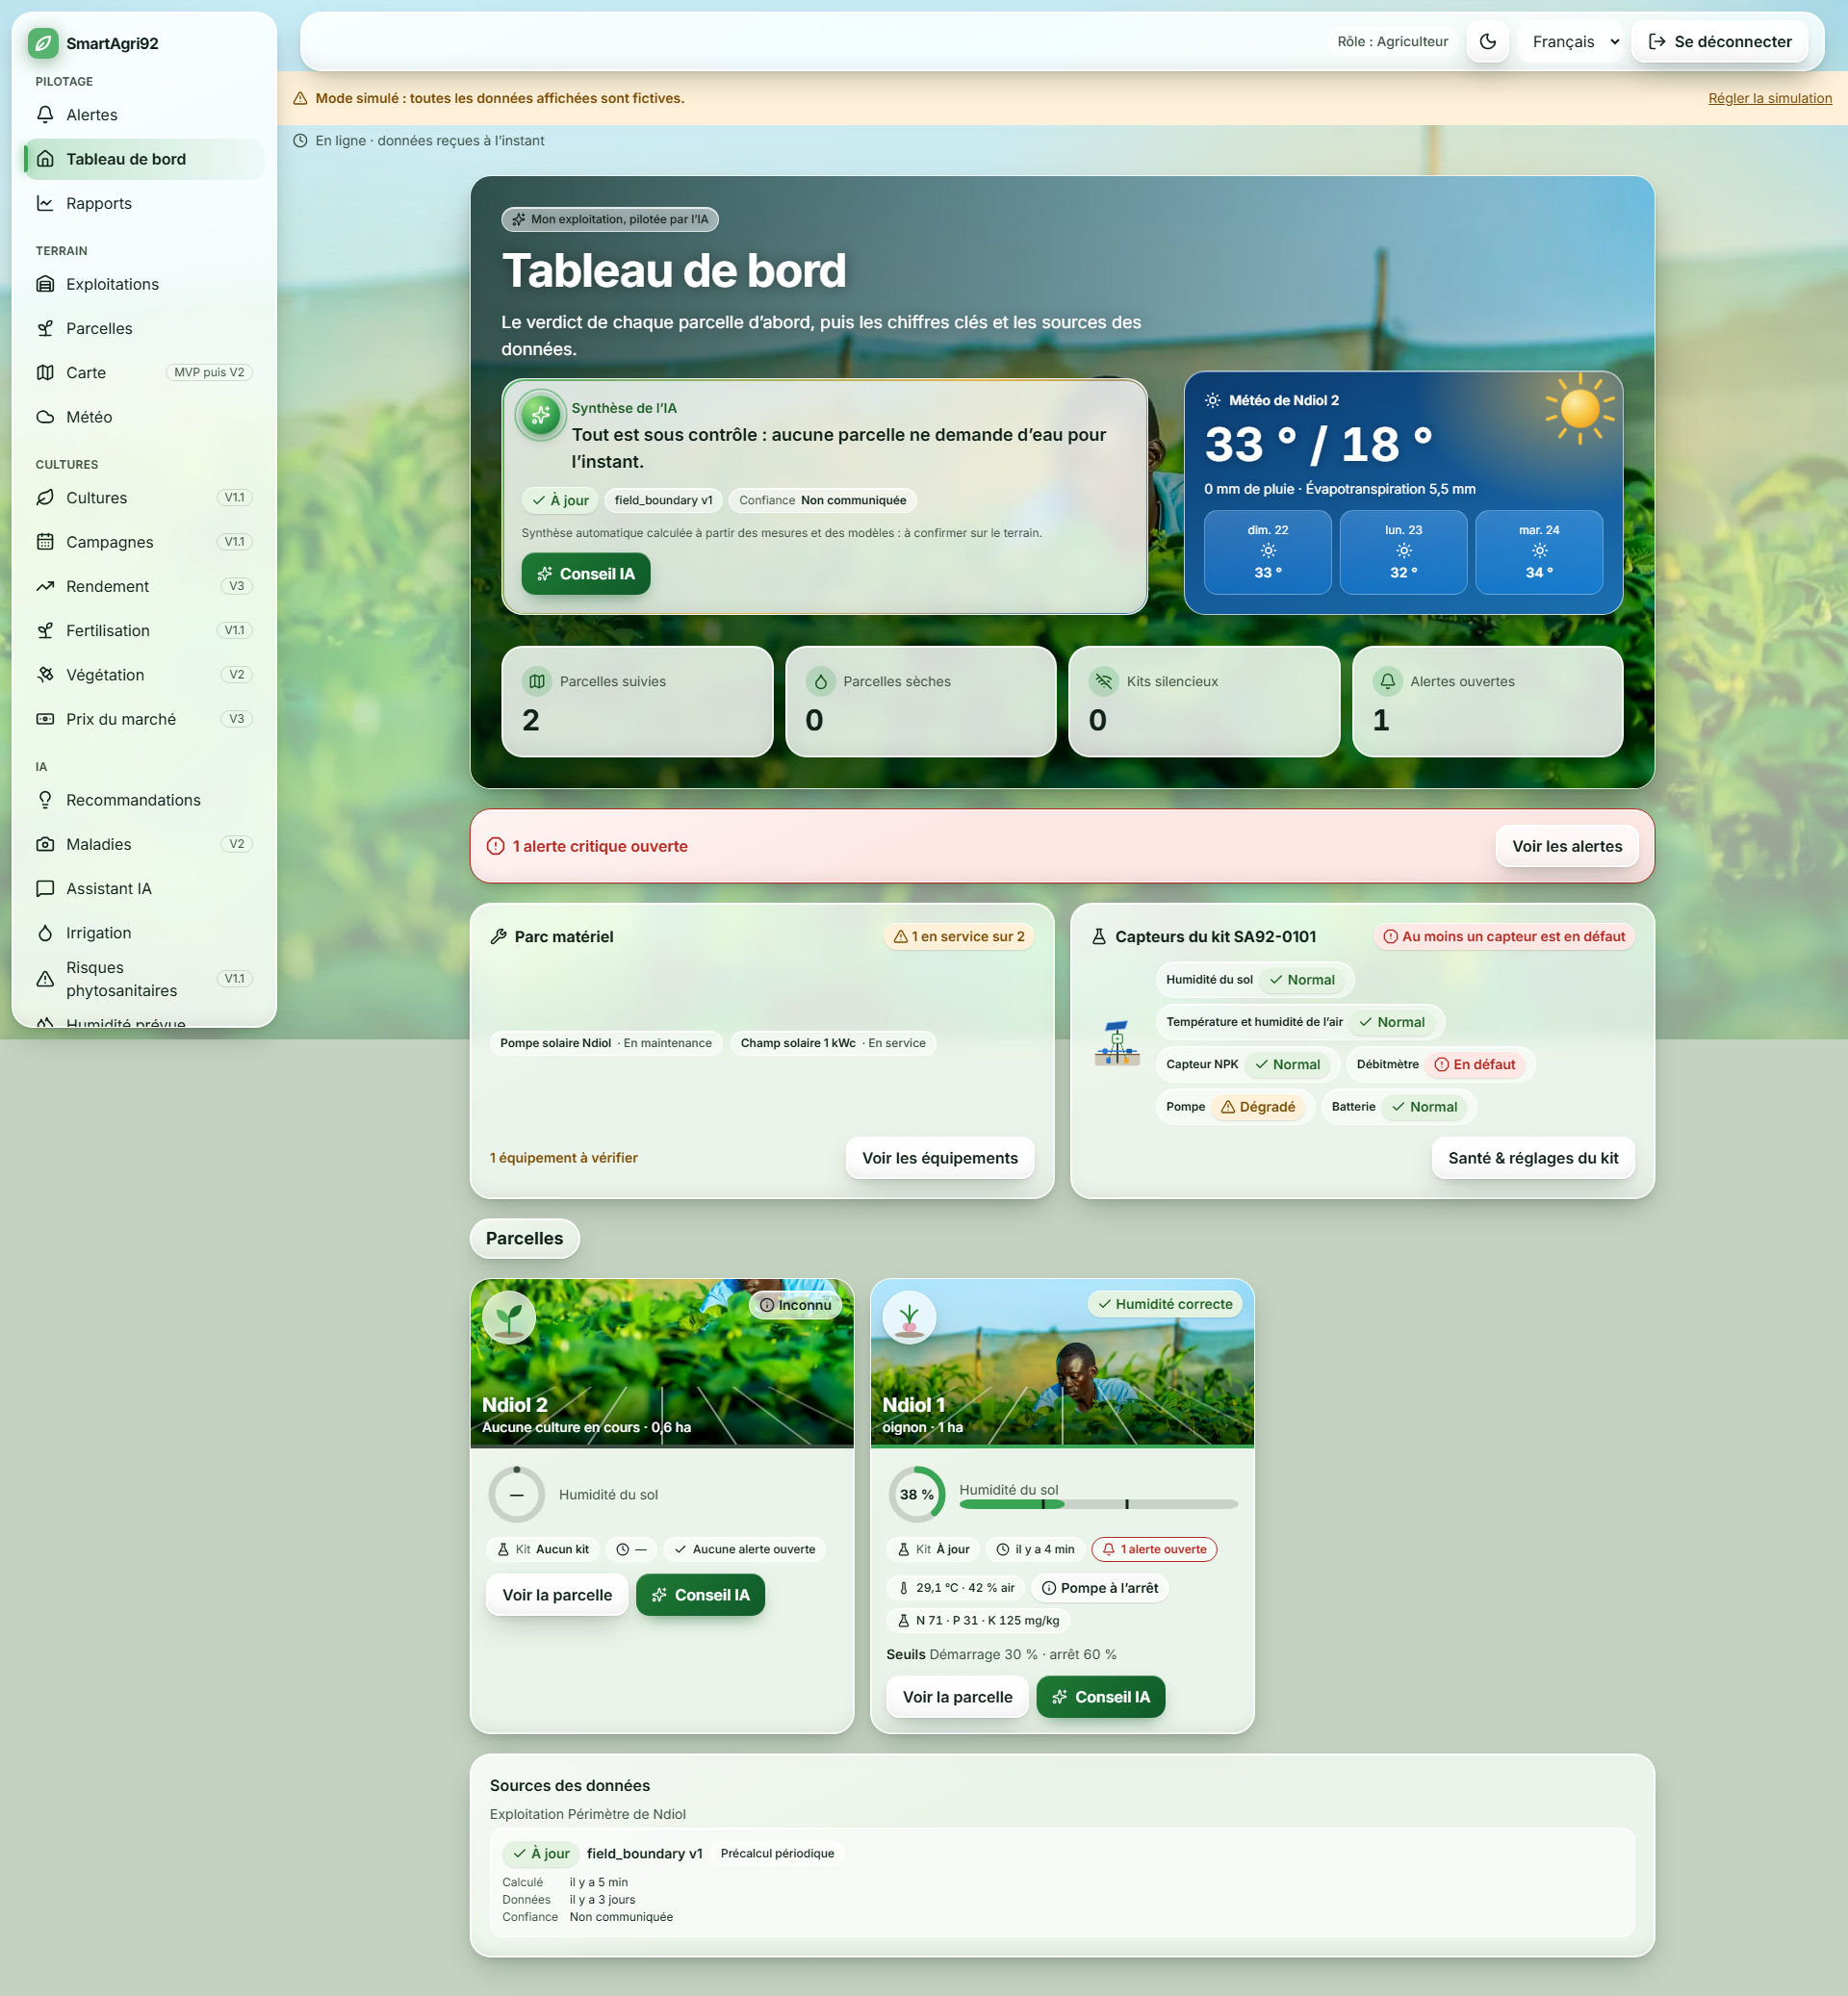 SmartAgri92
PILOTAGE
Alertes
Tableau de bord
Rapports
TERRAIN
Exploitations
Parcelles
Carte MVP puis V2
Météo
CULTURES
Cultures V1.1
Campagnes V1.1
Rendement V3
Fertilisation V1.1
Végétation V2
Prix du marché V3
IA
Recommandations
Maladies V2
Assistant IA
Irrigation
Risques
phytosanitaires V1.1
Humidité prévue
Rôle : Agriculteur
Français
Se déconnecter
Mode simulé : toutes les données affichées sont fictives.
Régler la simulation
En ligne · données reçues à l’instant
Mon exploitation, pilotée par l’IA
Tableau de bord
Le verdict de chaque parcelle d’abord, puis les chiffres clés et les sources des
données.
Synthèse de l’IA
Tout est sous contrôle : aucune parcelle ne demande d’eau pour
l’instant.
À jour field_boundary v1 Confiance Non communiquée
Synthèse automatique calculée à partir des mesures et des modèles : à confirmer sur le terrain.
Conseil IA
Météo de Ndiol 2
33 ° / 18 °
0 mm de pluie · Évapotranspiration 5,5 mm
dim. 22 lun. 23 mar. 24
33 ° 32 ° 34 °
Parcelles suivies
2
Parcelles sèches
0
Kits silencieux
0
Alertes ouvertes
1
1 alerte critique ouverte
Voir les alertes
Parc matériel
1 en service sur 2
Pompe solaire Ndiol · En maintenance
Champ solaire 1 kWc · En service
1 équipement à vérifier
Voir les équipements
Capteurs du kit SA92-0101
Au moins un capteur est en défaut
Humidité du sol Normal
Température et humidité de l’air Normal
Capteur NPK Normal Débitmètre En défaut
Pompe Dégradé Batterie Normal
Santé & réglages du kit
Parcelles
Inconnu
Ndiol 2
Aucune culture en cours · 0,6 ha
— Humidité du sol
Kit Aucun kit — Aucune alerte ouverte
Voir la parcelle Conseil IA
Humidité correcte
Ndiol 1
oignon · 1 ha
38 % Humidité du sol
Kit À jour il y a 4 min 1 alerte ouverte
29,1 °C · 42 % air Pompe à l’arrêt
N 71 · P 31 · K 125 mg/kg
Seuils Démarrage 30 % · arrêt 60 %
Voir la parcelle Conseil IA
Sources des données
Exploitation Périmètre de Ndiol
À jour field_boundary v1 Précalcul périodique
Calculé il y a 5 min
Données il y a 3 jours
Confiance Non communiquée